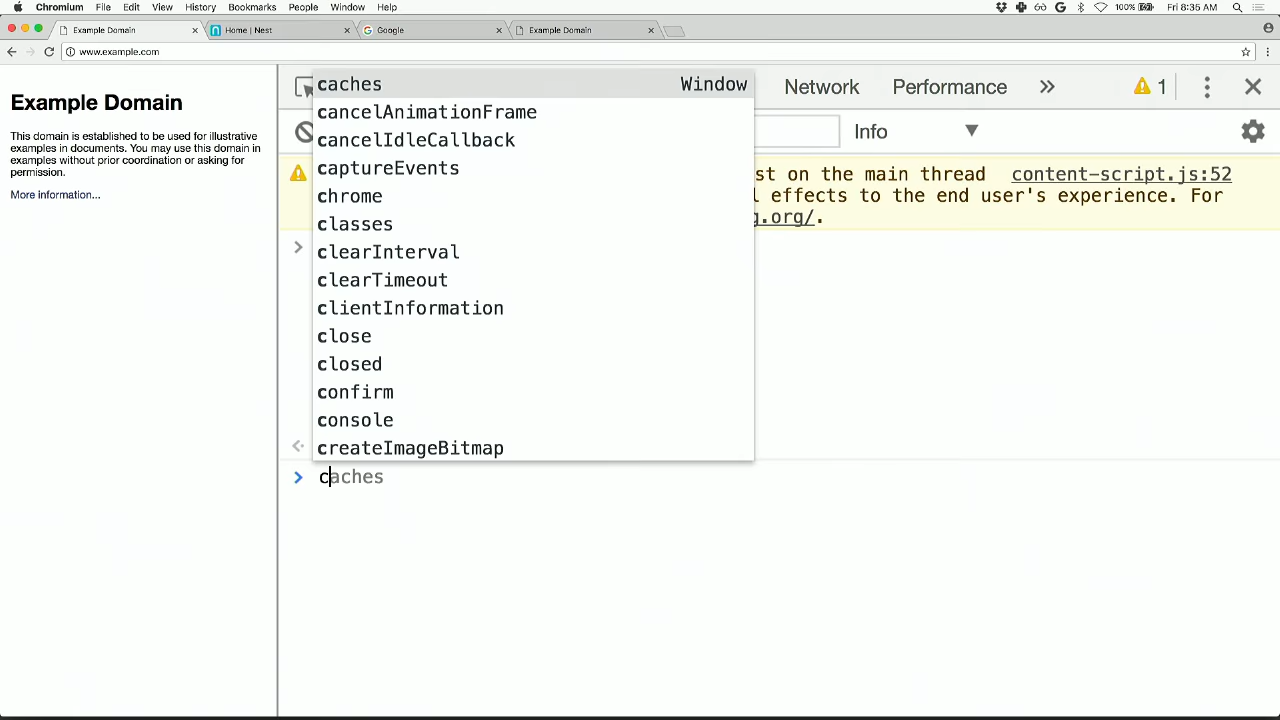 Chromium File Edit View History Bookmarks People Window Help 100% Fri 8:35 AM
Example Domain Home | Nest Google Example Domain
www.example.com
Example Domain
This domain is established to be used for illustrative
examples in documents. You may use this domain in
examples without prior coordination or asking for
permission.
More information...
Network Performance 1
Info
st on the main thread content-script.js:52
l effects to the end user's experience. For
g.org/.
caches Window
cancelAnimationFrame
cancelIdleCallback
captureEvents
chrome
classes
clearInterval
clearTimeout
clientInformation
close
closed
confirm
console
createImageBitmap
caches